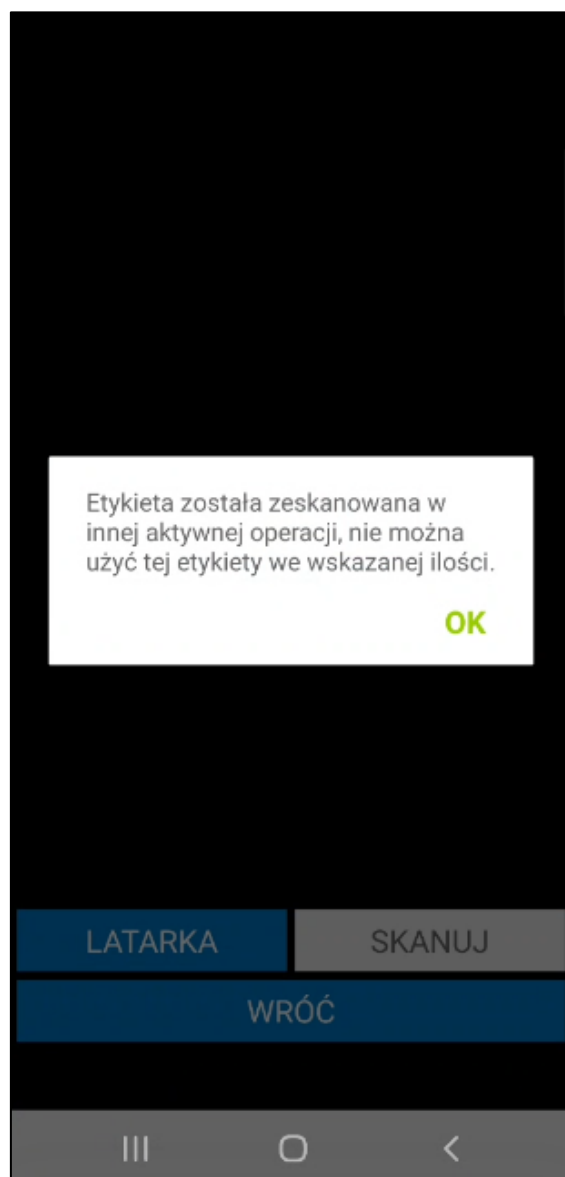 Etykieta została zeskanowana w
innej aktywnej operacji, nie można
użyć tej etykiety we wskazanej ilości.
OK
LATARKA SKANUJ
WRÓĆ